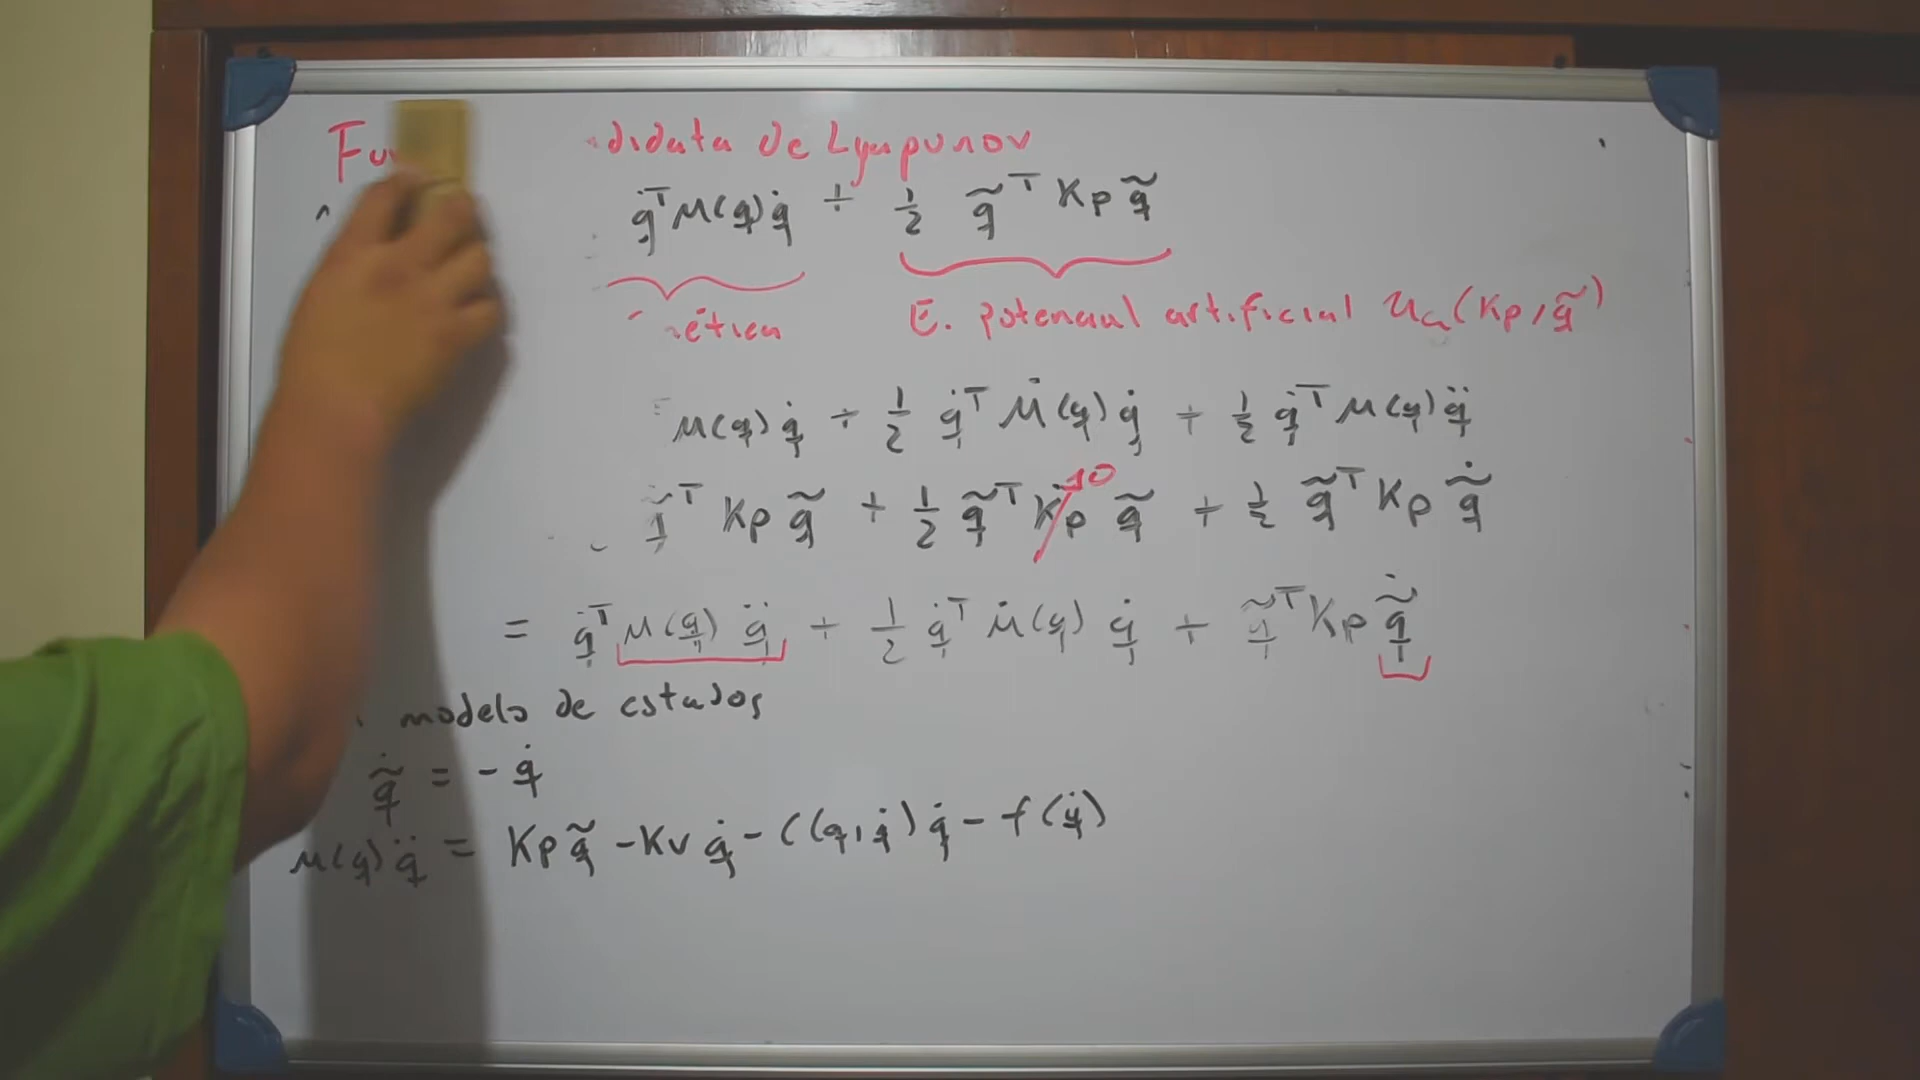 Fu didata de Lyapunov
q̇ᵀM(q)q̇ + 1/2 q̃ᵀ Kp q̃
ética E. potencial artificial Ua(Kp, q̃)
M(q)q̇ + 1/2 q̇ᵀ Ṁ(q) q̇ + 1/2 q̇ᵀ M(q) q̈
q̃ᵀ Kp q̃ + 1/2 q̃ᵀ K̇p q̃ + 1/2 q̃ᵀ Kp q̃̇
0
= q̇ᵀ M(q) q̈ + 1/2 q̇ᵀ Ṁ(q) q̇ + q̃ᵀ Kp q̃̇
modelo de estados
q̃̇ = - q̇
M(q) q̈ = Kp q̃ - Kv q̇ - C(q, q̇) q̇ - f(q̇)